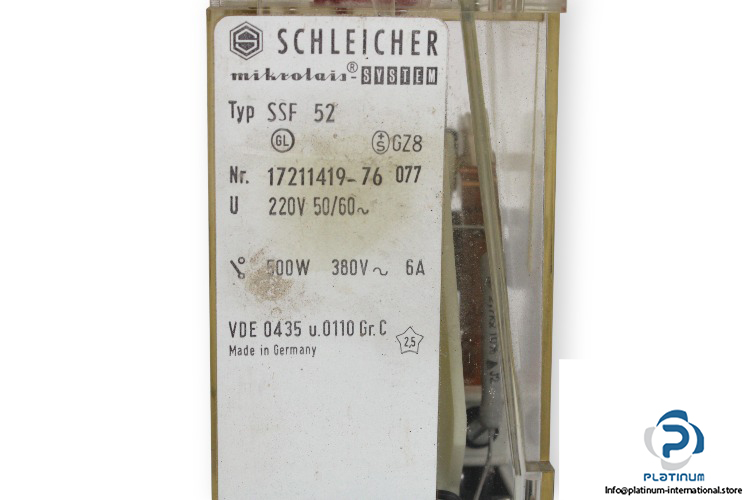 S SCHLEICHER
mikrolais®-SYSTEM
Typ SSF 52
GL +S GZ8
Nr. 17211419-76 077
U 220V 50/60~
500W 380V~ 6A
VDE 0435 u.0110 Gr.C 2,5
Made in Germany
P
PLATINUM
Info@platinum-international.store